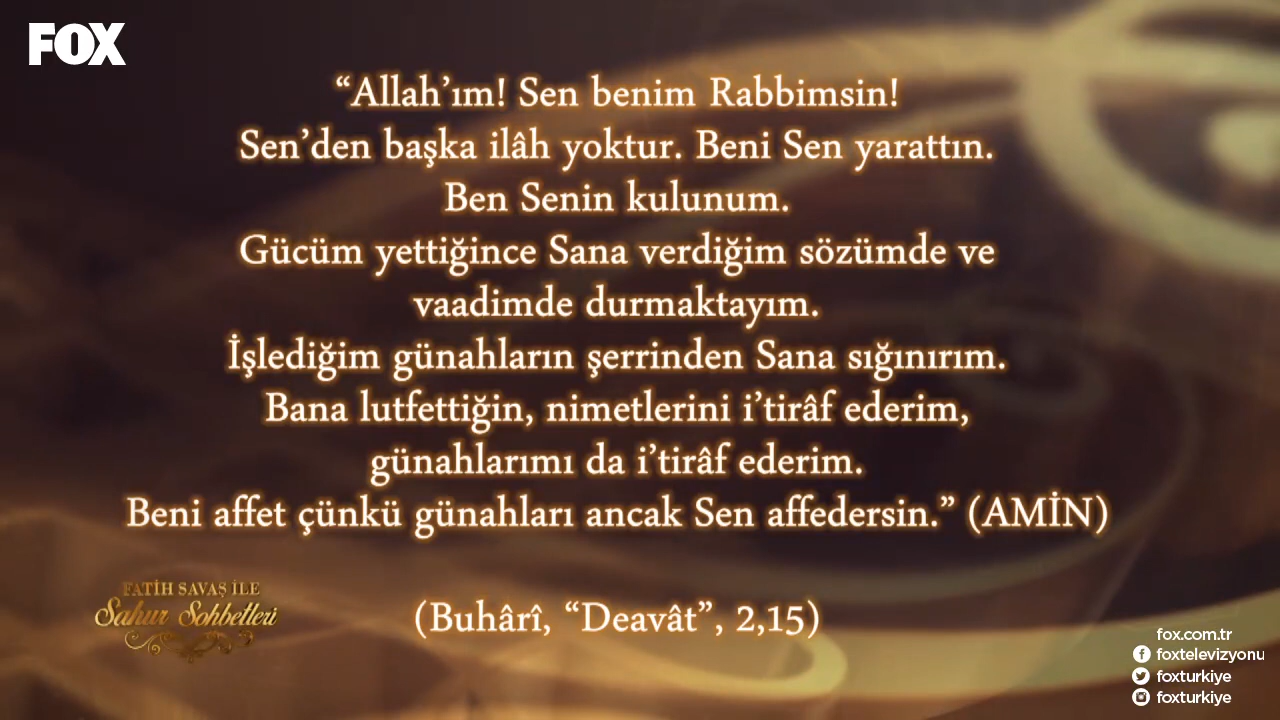 FOX
“Allah’ım! Sen benim Rabbimsin!
Sen’den başka ilâh yoktur. Beni Sen yarattın.
Ben Senin kulunum.
Gücüm yettiğince Sana verdiğim sözümde ve
vaadimde durmaktayım.
İşlediğim günahların şerrinden Sana sığınırım.
Bana lutfettiğin, nimetlerini i’tirâf ederim,
günahlarımı da i’tirâf ederim.
Beni affet çünkü günahları ancak Sen affedersin.” (AMİN)
(Buhârî, “Deavât”, 2,15)
FATİH SAVAŞ İLE
Sahur Sohbetleri
fox.com.tr
foxtelevizyonu
foxturkiye
foxturkiye